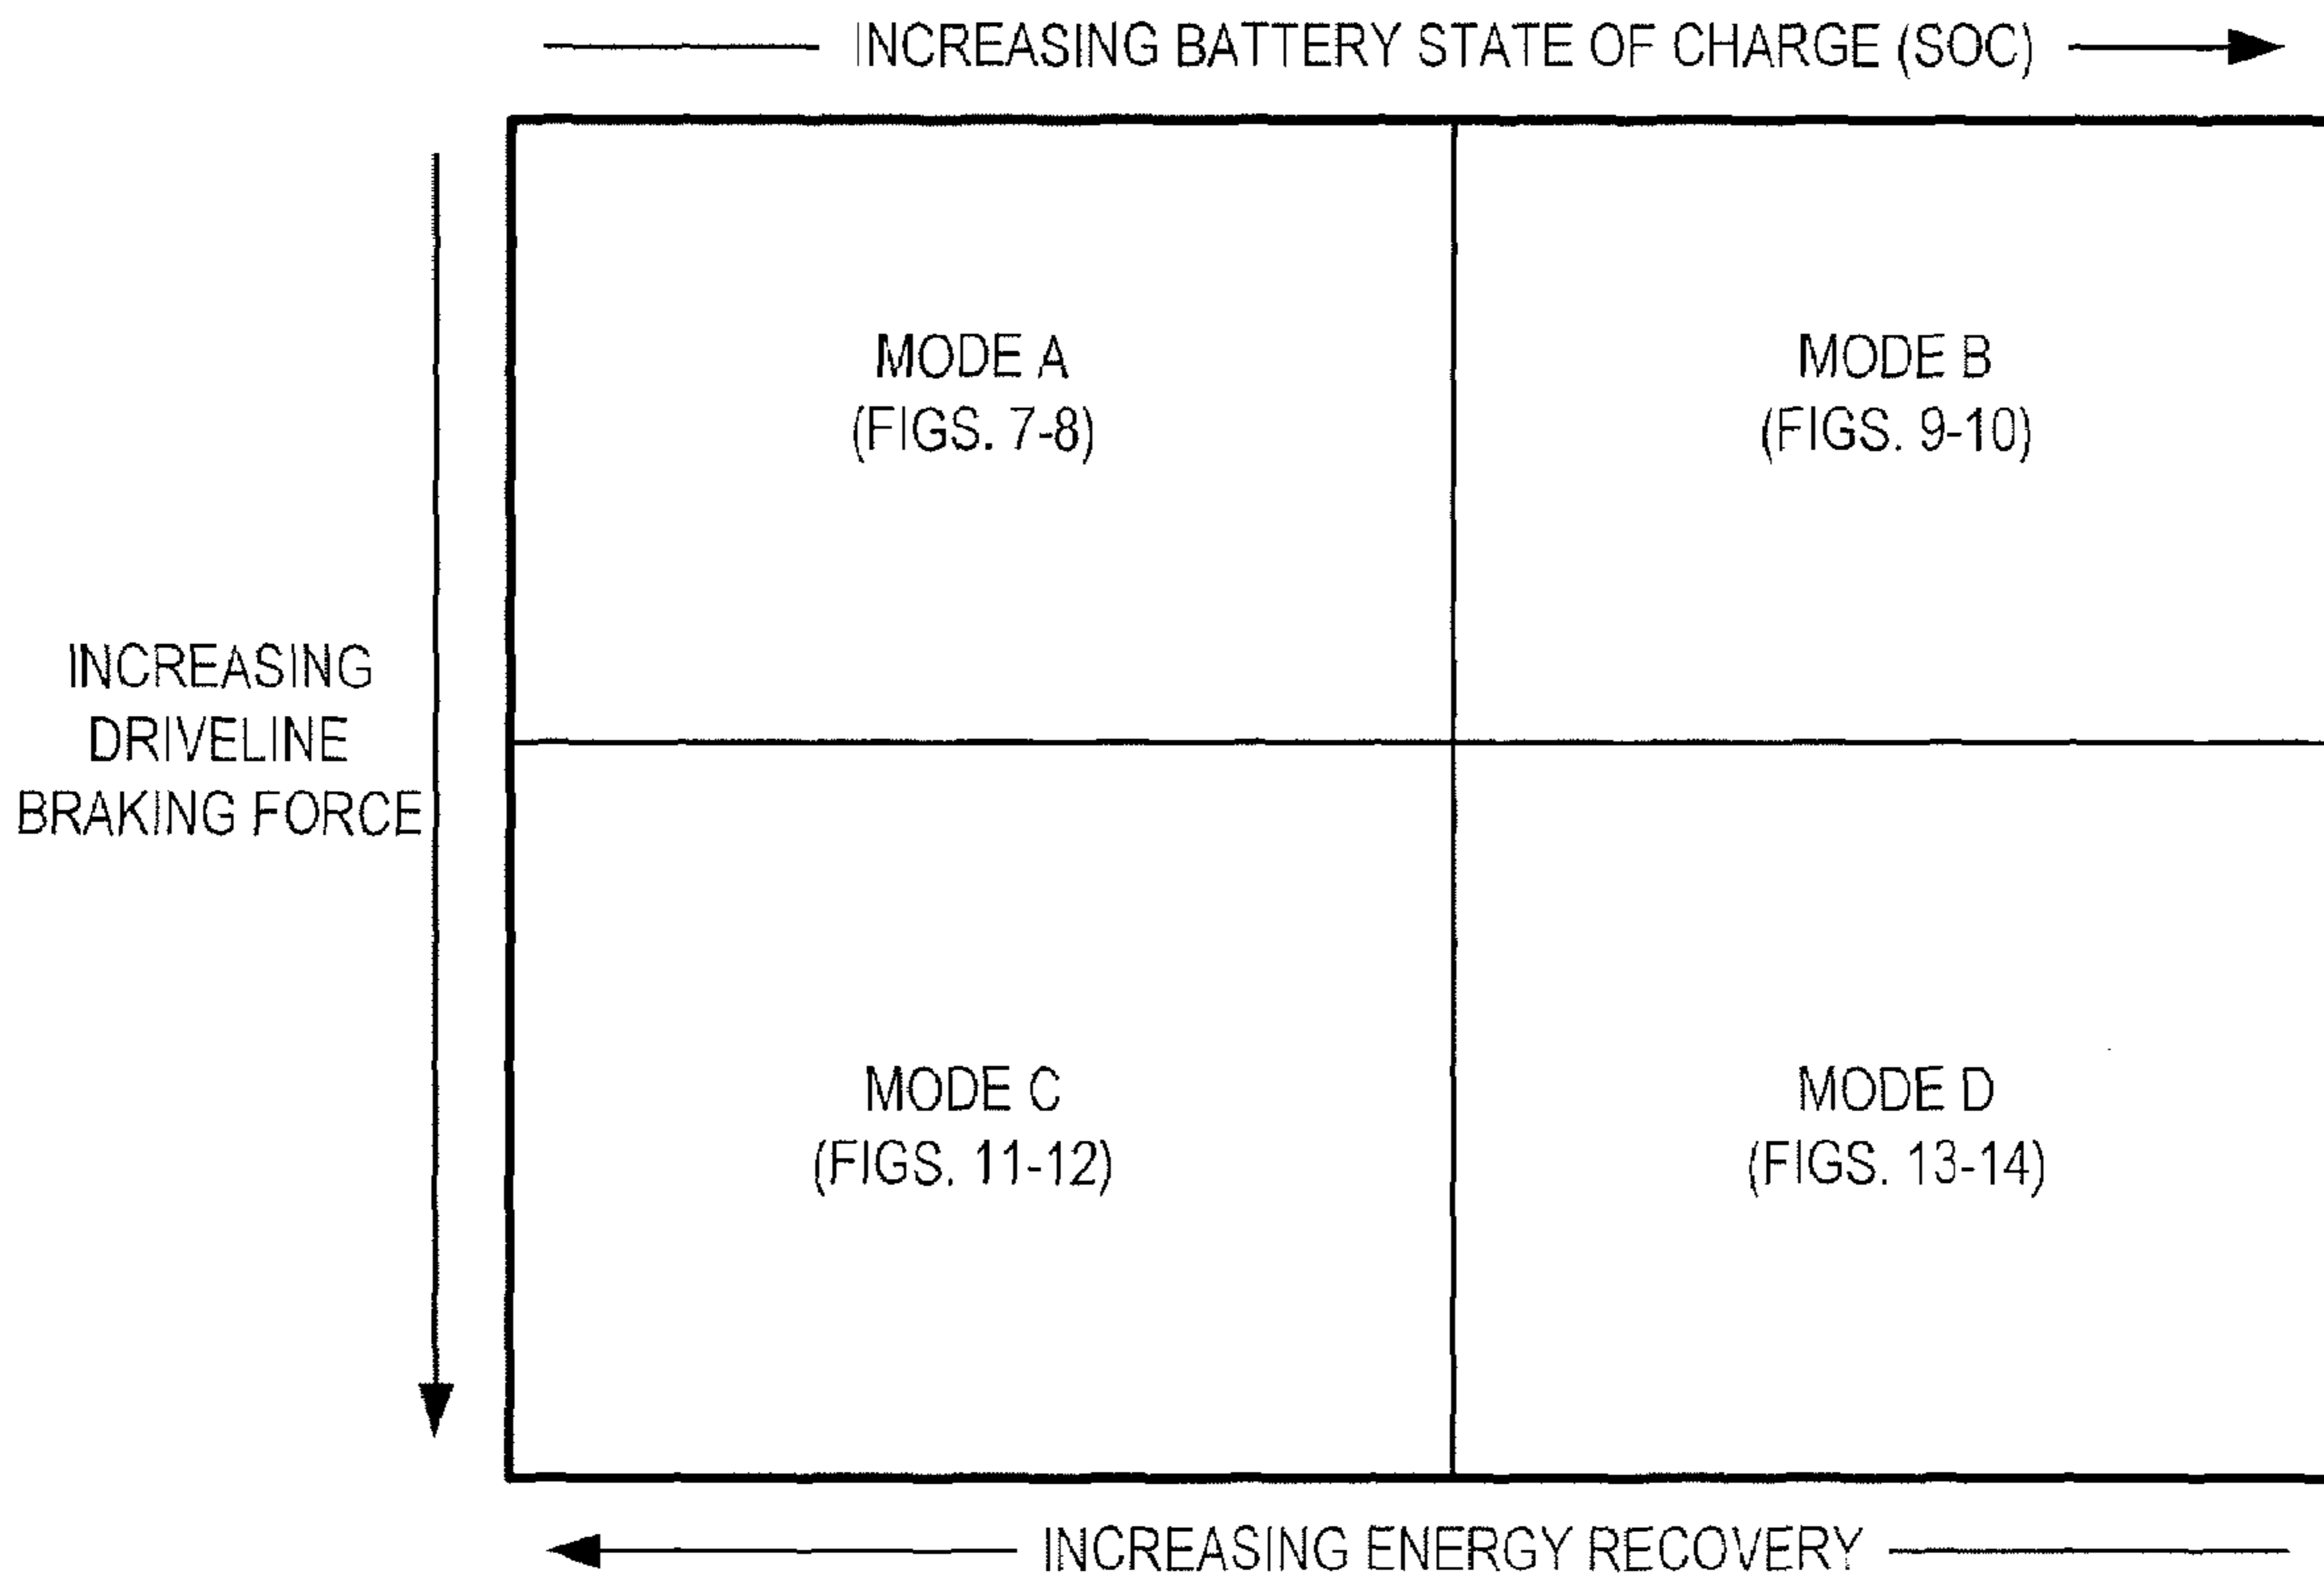 INCREASING BATTERY STATE OF CHARGE (SOC)
MODE A
(FIGS. 7-8)
MODE B
(FIGS. 9-10)
INCREASING
DRIVELINE
BRAKING FORCE
MODE C
(FIGS. 11-12)
MODE D
(FIGS. 13-14)
INCREASING ENERGY RECOVERY